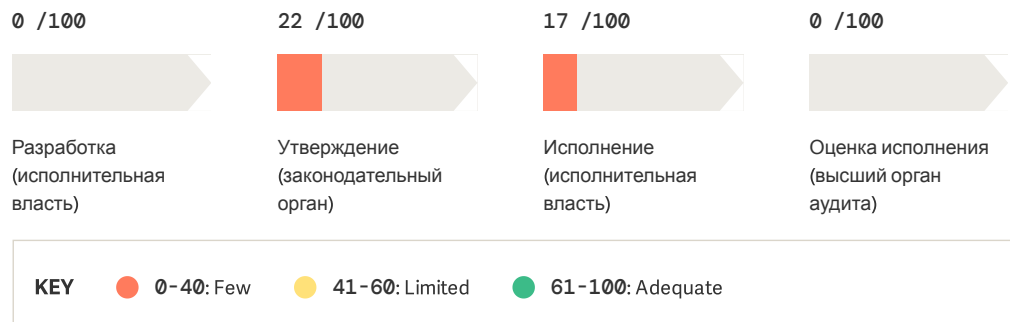 0 /100
22 /100
17 /100
0 /100
Разработка
(исполнительная
власть)
Утверждение
(законодательный
орган)
Исполнение
(исполнительная
власть)
Оценка исполнения
(высший орган
аудита)
KEY 0-40: Few 41-60: Limited 61-100: Adequate